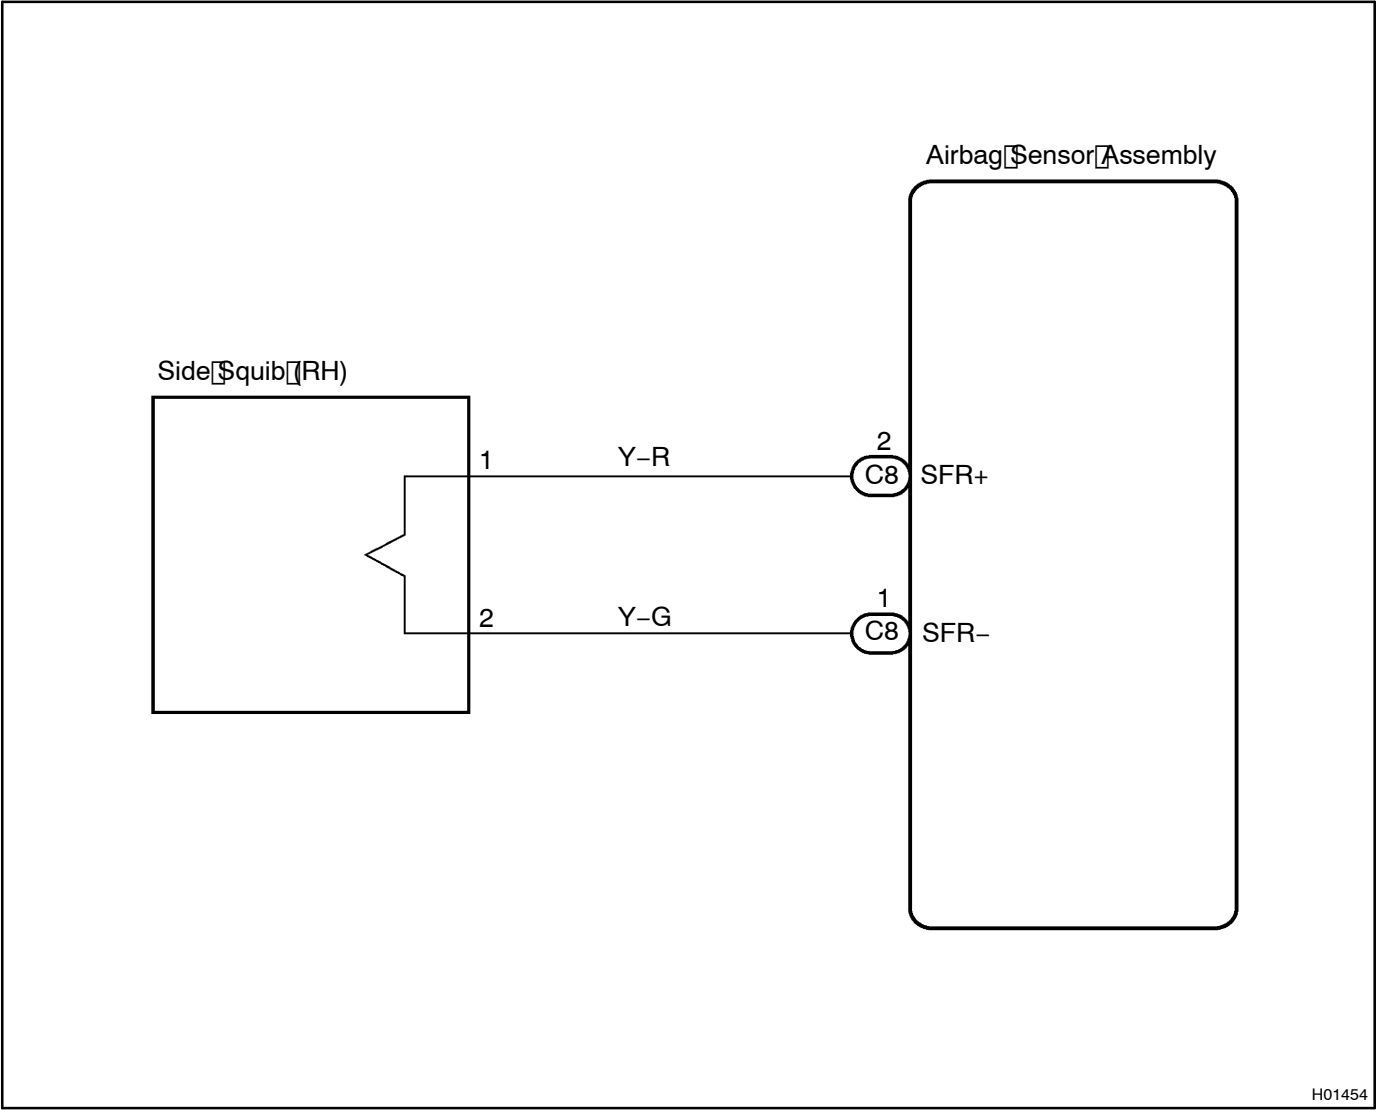 Airbag Sensor Assembly
Side Squib (RH)
1
Y–R
2
C8
SFR+
2
Y–G
1
C8
SFR–
H01454